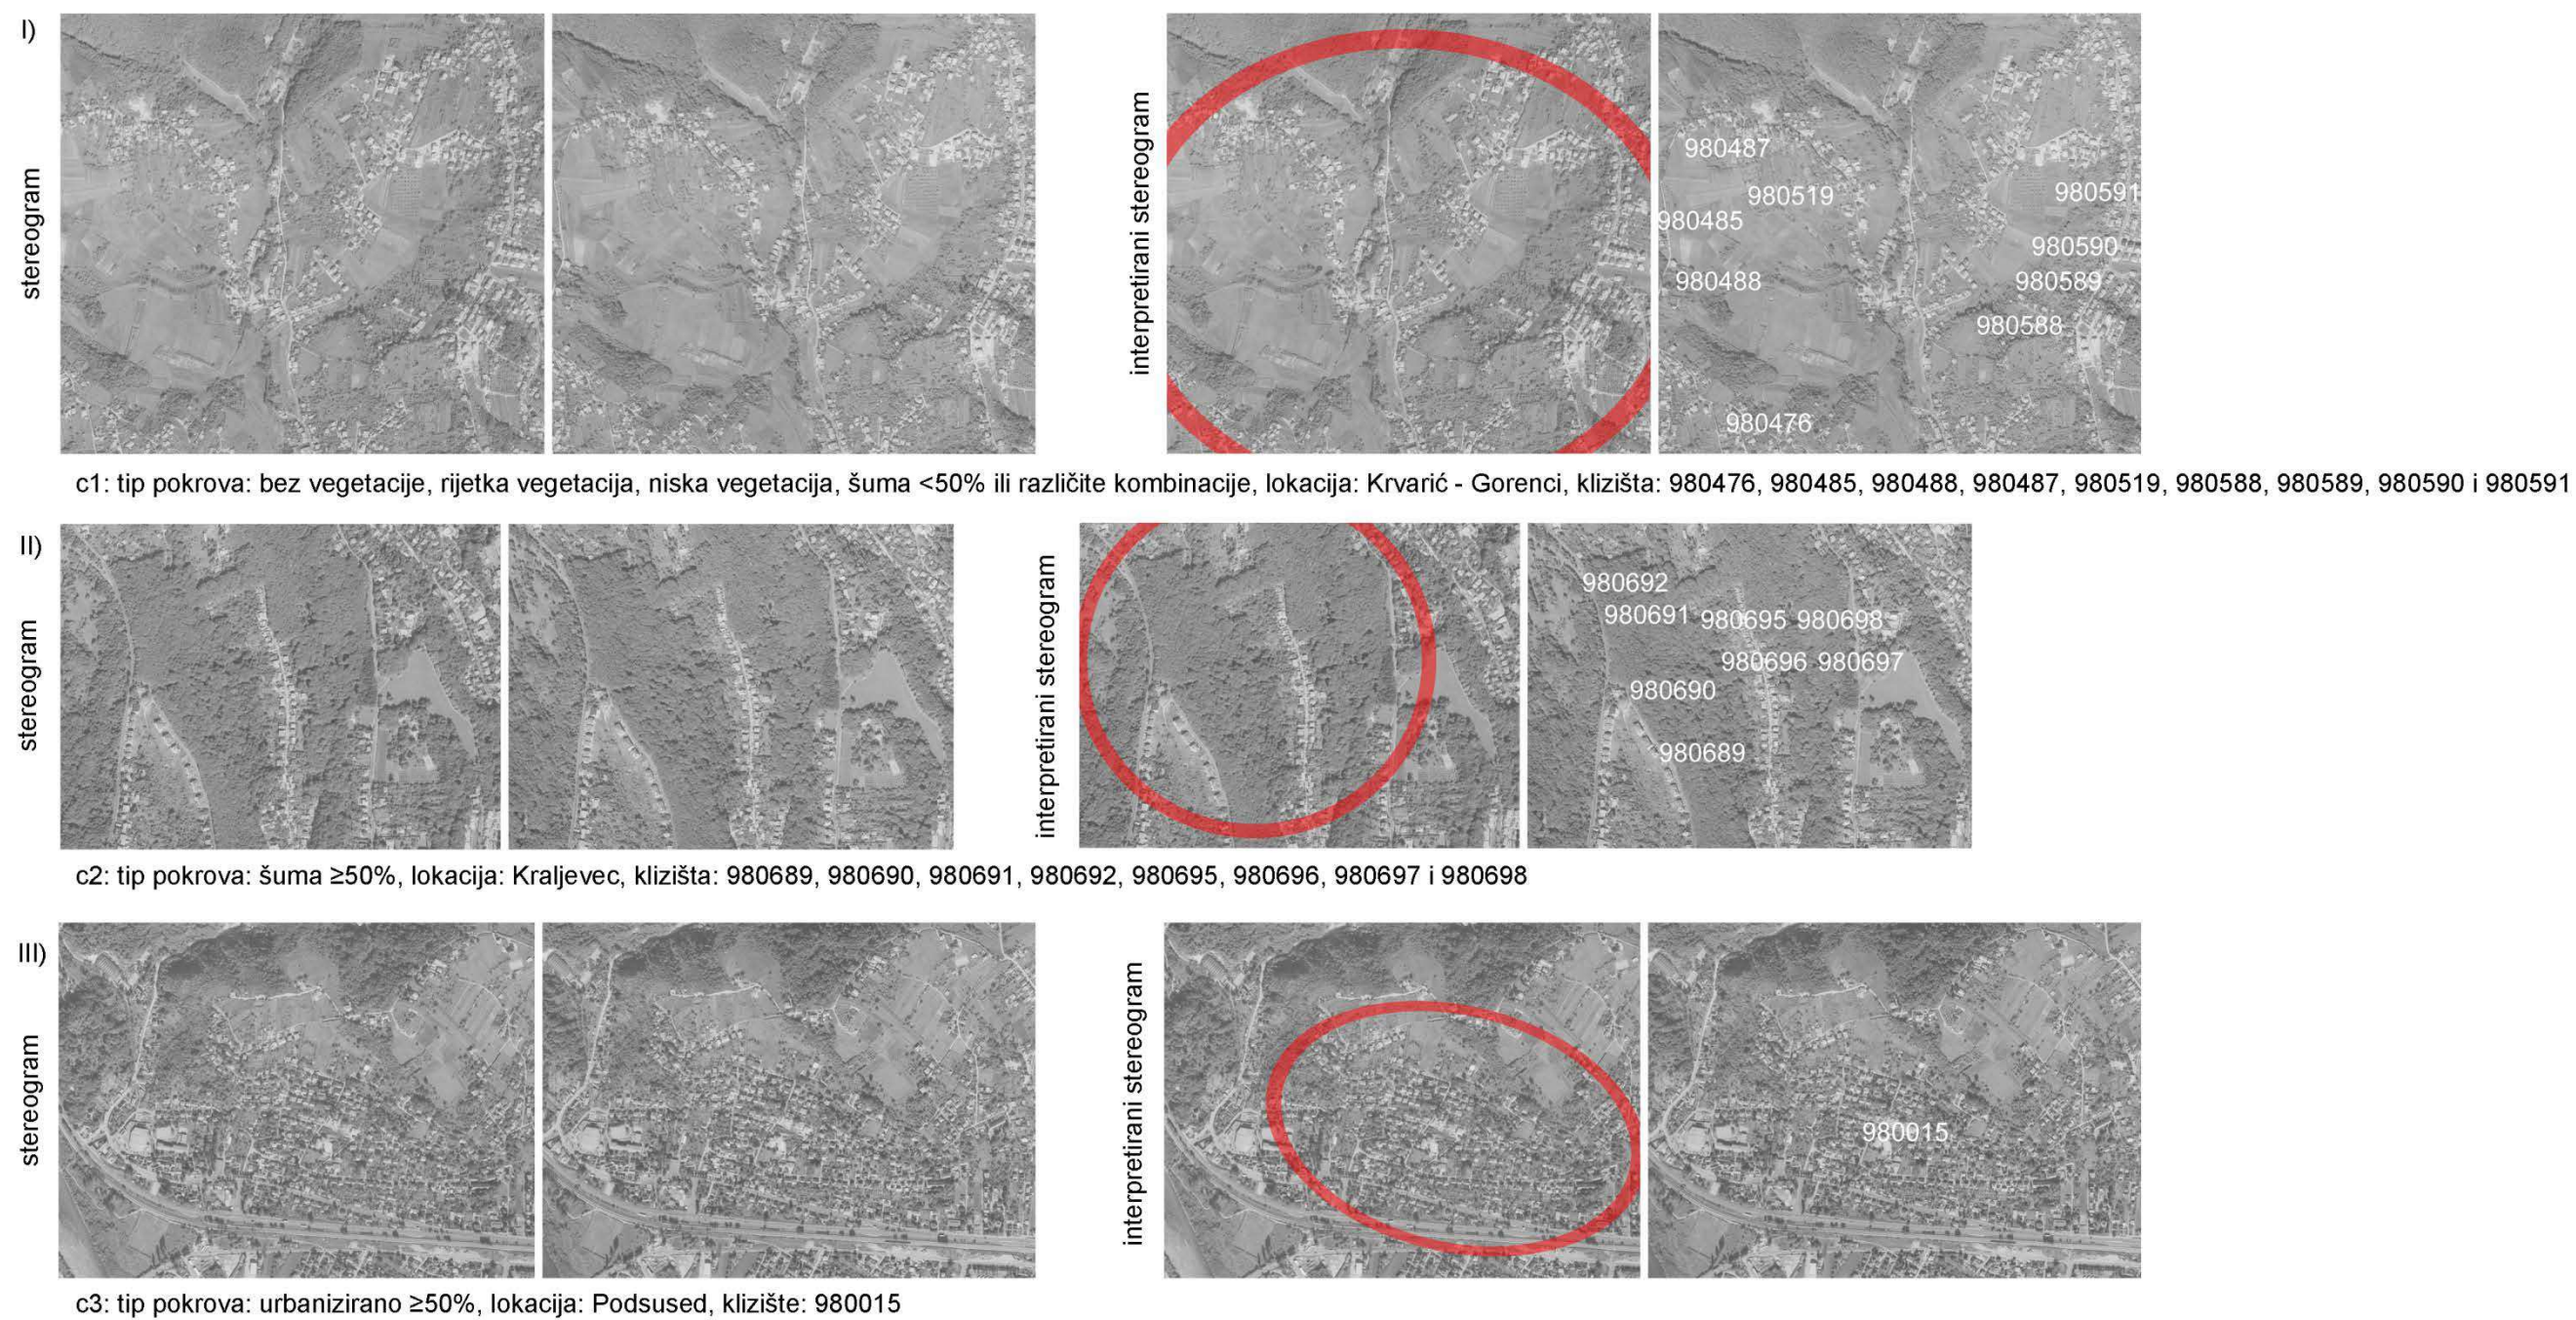 I)
stereogram
interpretirani stereogram
980487
980519
980591
980485
980590
980488
980589
980588
980476
c1: tip pokrova: bez vegetacije, rijetka vegetacija, niska vegetacija, šuma <50% ili različite kombinacije, lokacija: Krvarić - Gorenci, klizišta: 980476, 980485, 980488, 980487, 980519, 980588, 980589, 980590 i 980591
II)
stereogram
interpretirani stereogram
980692
980691 980695 980698
980696 980697
980690
980689
c2: tip pokrova: šuma ≥50%, lokacija: Kraljevec, klizišta: 980689, 980690, 980691, 980692, 980695, 980696, 980697 i 980698
III)
stereogram
interpretirani stereogram
980015
c3: tip pokrova: urbanizirano ≥50%, lokacija: Podsused, klizište: 980015